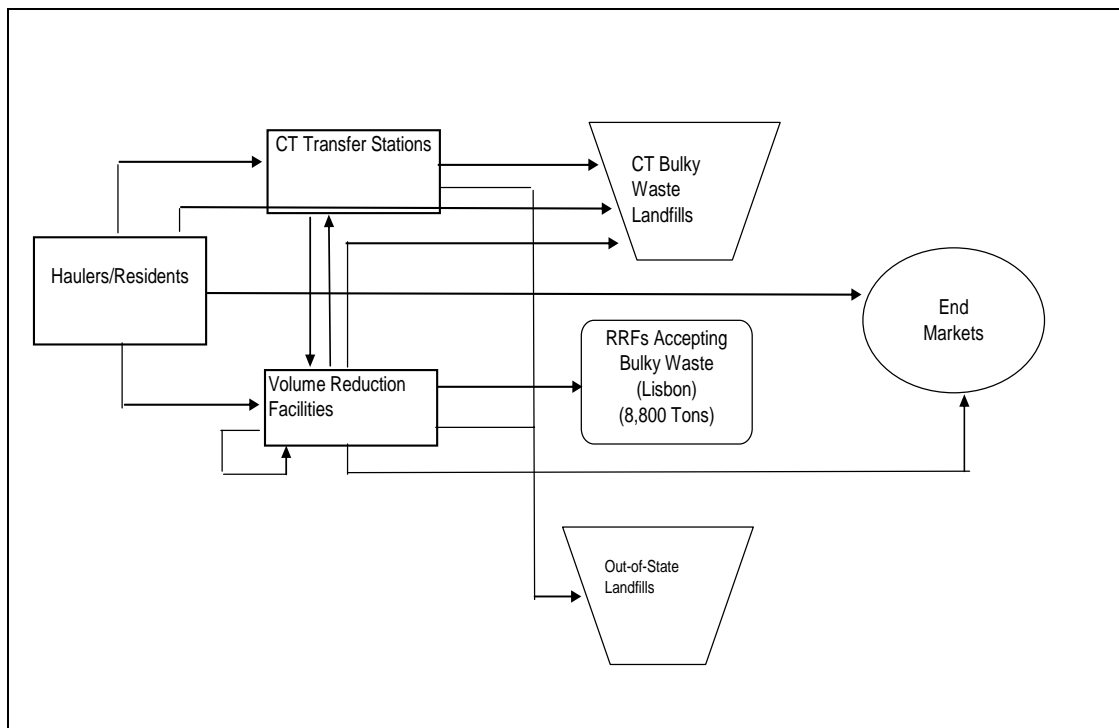 CT Transfer Stations
CT Bulky
Waste
Landfills
Haulers/Residents
End
Markets
RRFs Accepting
Bulky Waste
(Lisbon)
(8,800 Tons)
Volume Reduction
Facilities
Out-of-State
Landfills